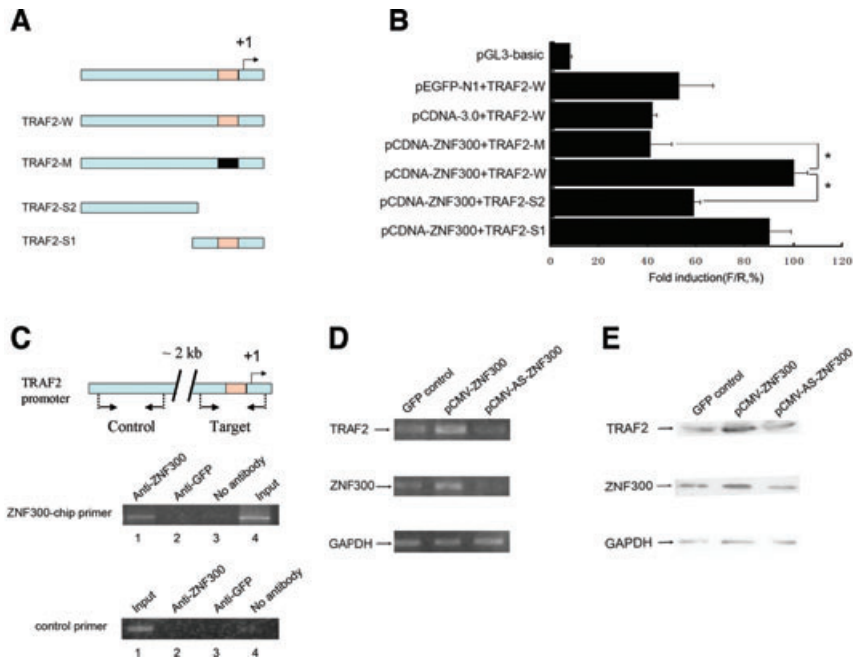 A
+1
TRAF2-W
TRAF2-M
TRAF2-S2
TRAF2-S1
B
pGL3-basic
pEGFP-N1+TRAF2-W
pCDNA-3.0+TRAF2-W
pCDNA-ZNF300+TRAF2-M
pCDNA-ZNF300+TRAF2-W
pCDNA-ZNF300+TRAF2-S2
pCDNA-ZNF300+TRAF2-S1
*
*
0 20 40 60 80 100 120
Fold induction(F/R,%)
C
~ 2 kb
+1
TRAF2
promoter
Control Target
Anti-ZNF300 Anti-GFP No antibody Input
ZNF300-chip primer
1 2 3 4
Input Anti-ZNF300 Anti-GFP No antibody
control primer
1 2 3 4
D
GFP control pCMV-ZNF300 pCMV-AS-ZNF300
TRAF2
ZNF300
GAPDH
E
GFP control pCMV-ZNF300 pCMV-AS-ZNF300
TRAF2
ZNF300
GAPDH